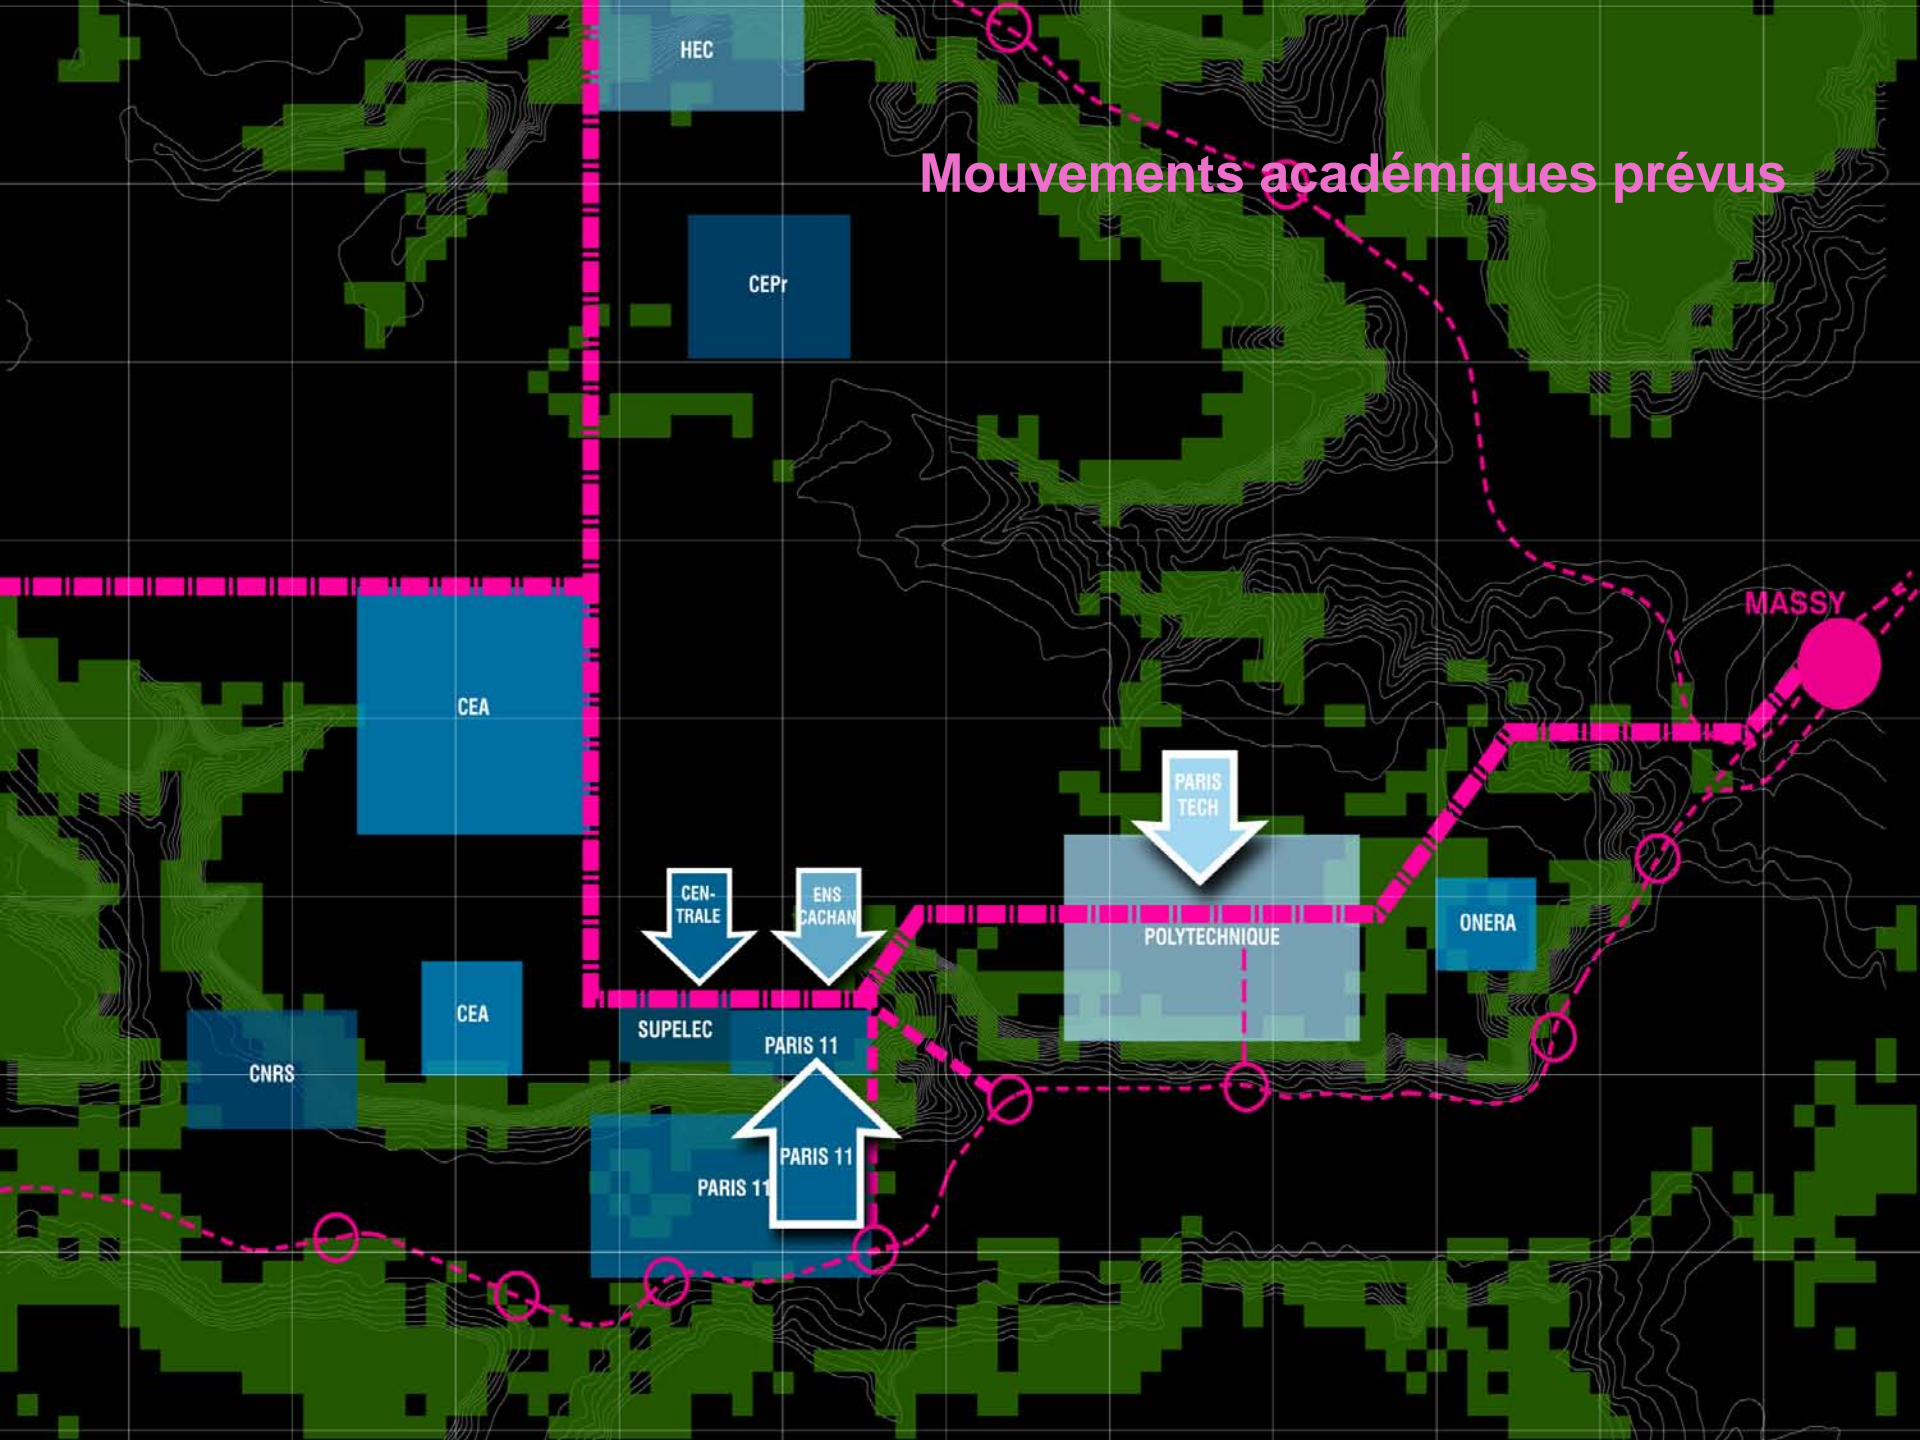 HEC
Mouvements académiques prévus
CEPr
MASSY
CEA
PARIS
TECH
CEN-
TRALE
ENS
CACHAN
ONERA
POLYTECHNIQUE
CEA
SUPELEC
PARIS 11
CNRS
PARIS 11
PARIS 11